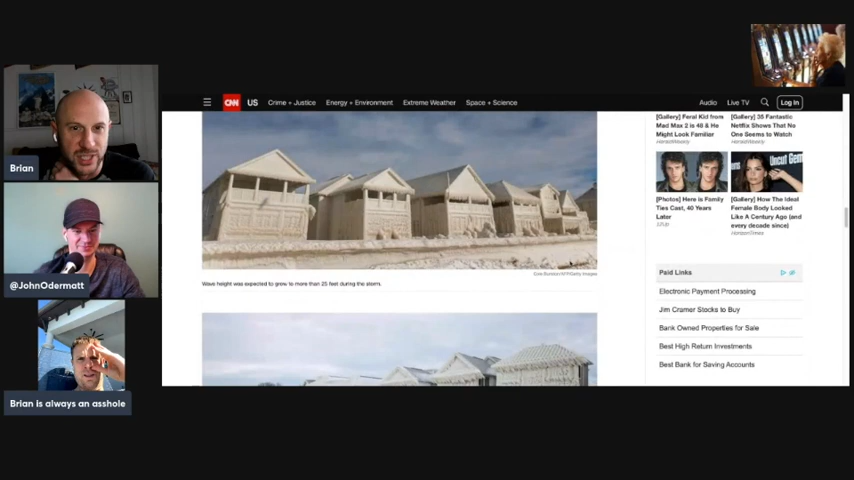 CNN US Crime + Justice Energy + Environment Extreme Weather Space + Science Audio Live TV Log In
[Gallery] Feral Kid from
Mad Max 2 is 48 & He
Might Look Familiar
[Gallery] 35 Fantastic
Netflix Shows That No
One Seems to Watch
Brian
Uncut Gem
[Photos] Here is Family
Ties Cast, 40 Years
Later
[Gallery] How The Ideal
Female Body Looked
Like A Century Ago (and
every decade since)
Wave height was expected to grow to more than 25 feet during the storm.
Paid Links
Electronic Payment Processing
Jim Cramer Stocks to Buy
Bank Owned Properties for Sale
Best High Return Investments
Best Bank for Saving Accounts
@JohnOdermatt
Brian is always an asshole